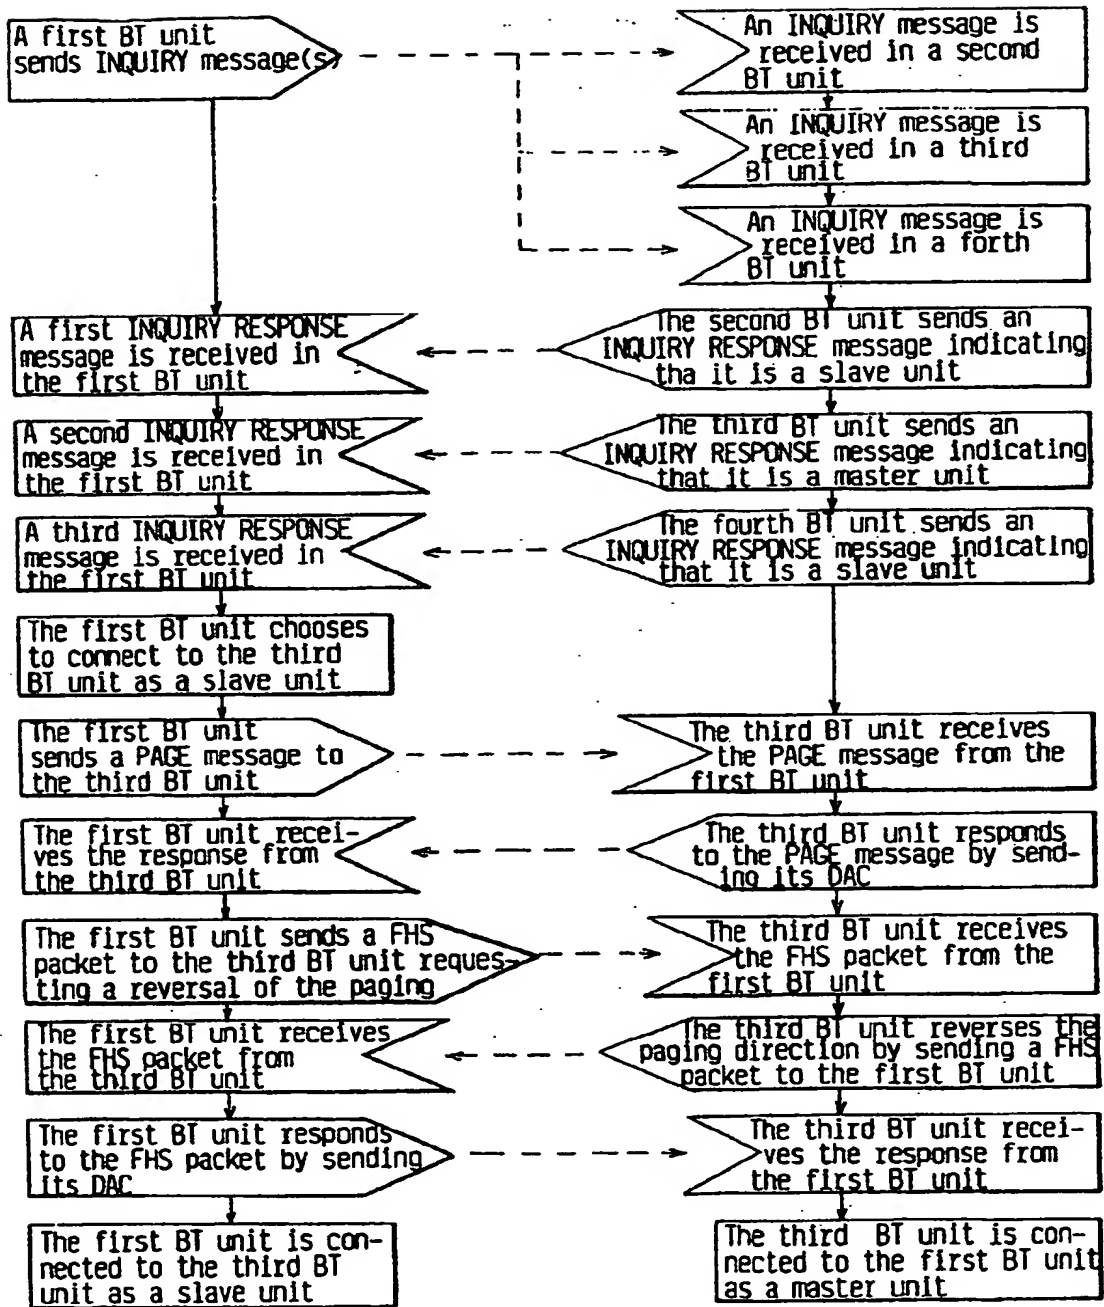 A first BT unit
sends INQUIRY message(s)
An INQUIRY message is
received in a second
BT unit
An INQUIRY message is
received in a third
BT unit
An INQUIRY message is
received in a forth
BT unit
A first INQUIRY RESPONSE
message is received in
the first BT unit
The second BT unit sends an
INQUIRY RESPONSE message indicating
tha it is a slave unit
A second INQUIRY RESPONSE
message is received in
the first BT unit
The third BT unit sends an
INQUIRY RESPONSE message indicating
that it is a master unit
A third INQUIRY RESPONSE
message is received in
the first BT unit
The fourth BT unit sends an
INQUIRY RESPONSE message indicating
that it is a slave unit
The first BT unit chooses
to connect to the third
BT unit as a slave unit
The first BT unit
sends a PAGE message to
the third BT unit
The third BT unit receives
the PAGE message from the
first BT unit
The first BT unit recei-
ves the response from
the third BT unit
The third BT unit responds
to the PAGE message by send-
ing its DAC
The first BT unit sends a FHS
packet to the third BT unit reques-
ting a reversal of the paging
The third BT unit receives
the FHS packet from the
first BT unit
The first BT unit receives
the FHS packet from
the third BT unit
The third BT unit reverses the
paging direction by sending a FHS
packet to the first BT unit
The first BT unit responds
to the FHS packet by sending
its DAC
The third BT unit recei-
ves the response from
the first BT unit
The first BT unit is con-
nected to the third BT
unit as a slave unit
The third BT unit is con-
nected to the first BT unit
as a master unit